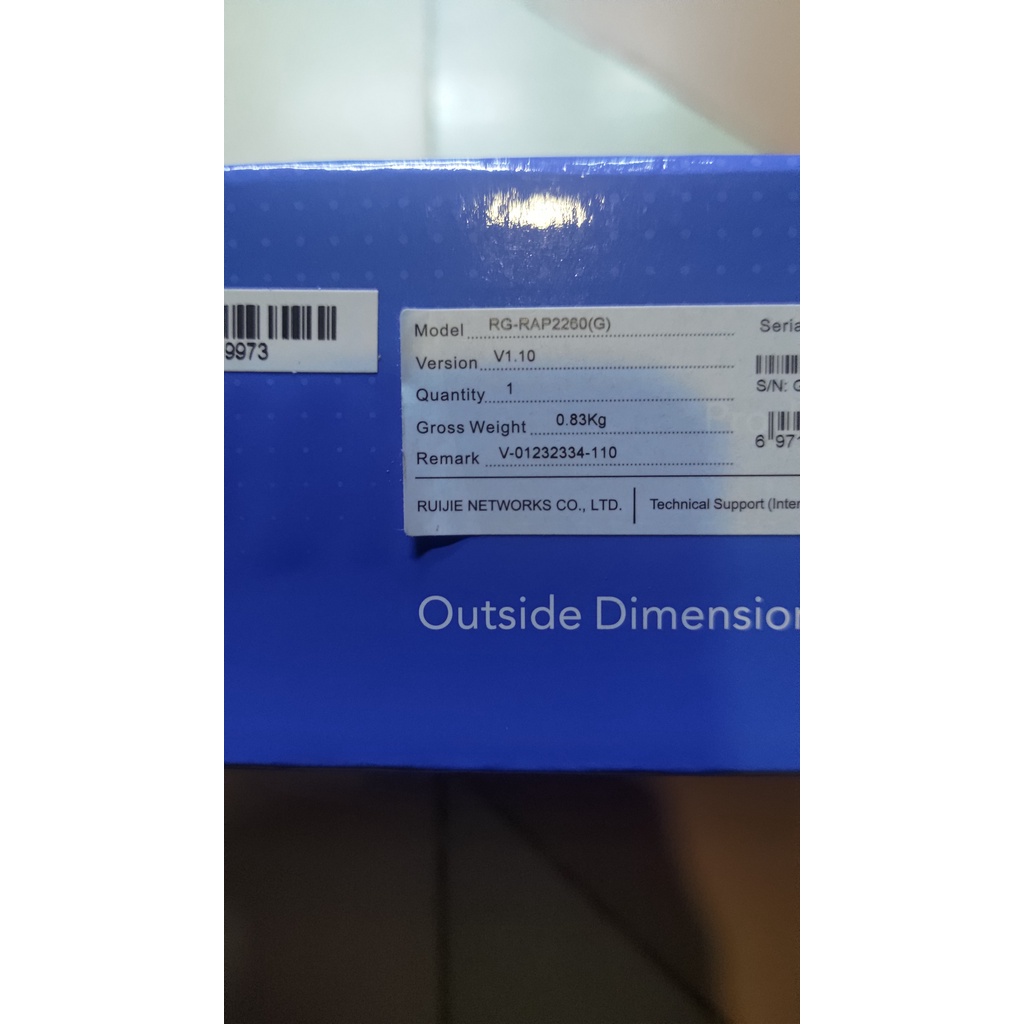 9973
Model RG-RAP2260(G)
Version V1.10
Quantity 1
Gross Weight 0.83Kg
Remark V-01232334-110
RUIJIE NETWORKS CO., LTD. Technical Support (Inter
Seria
S/N: G
6 971
Outside Dimension